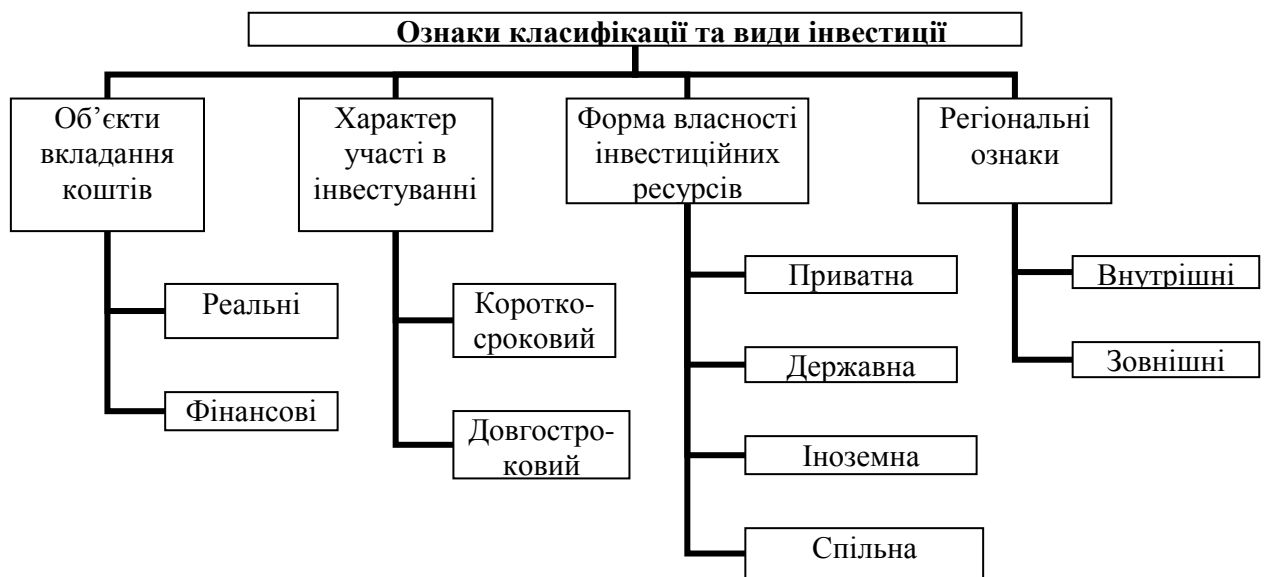 Ознаки класифікації та види інвестиції
Об’єкти
вкладання
коштів
Характер
участі в
інвестуванні
Форма власності
інвестиційних
ресурсів
Регіональні
ознаки
Реальні
Фінансові
Коротко-
сроковий
Довгостро-
ковий
Приватна
Державна
Іноземна
Спільна
Внутрішні
Зовнішні